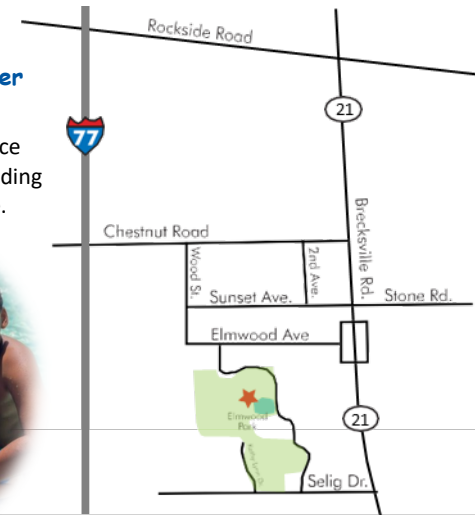 Rockside Road
er
21
77
ce
ding
.
Brecksville Rd.
Chestnut Road
Wood St.
2nd Ave.
Sunset Ave.
Stone Rd.
Elmwood Ave
Elmwood
Park
21
Selig Dr.